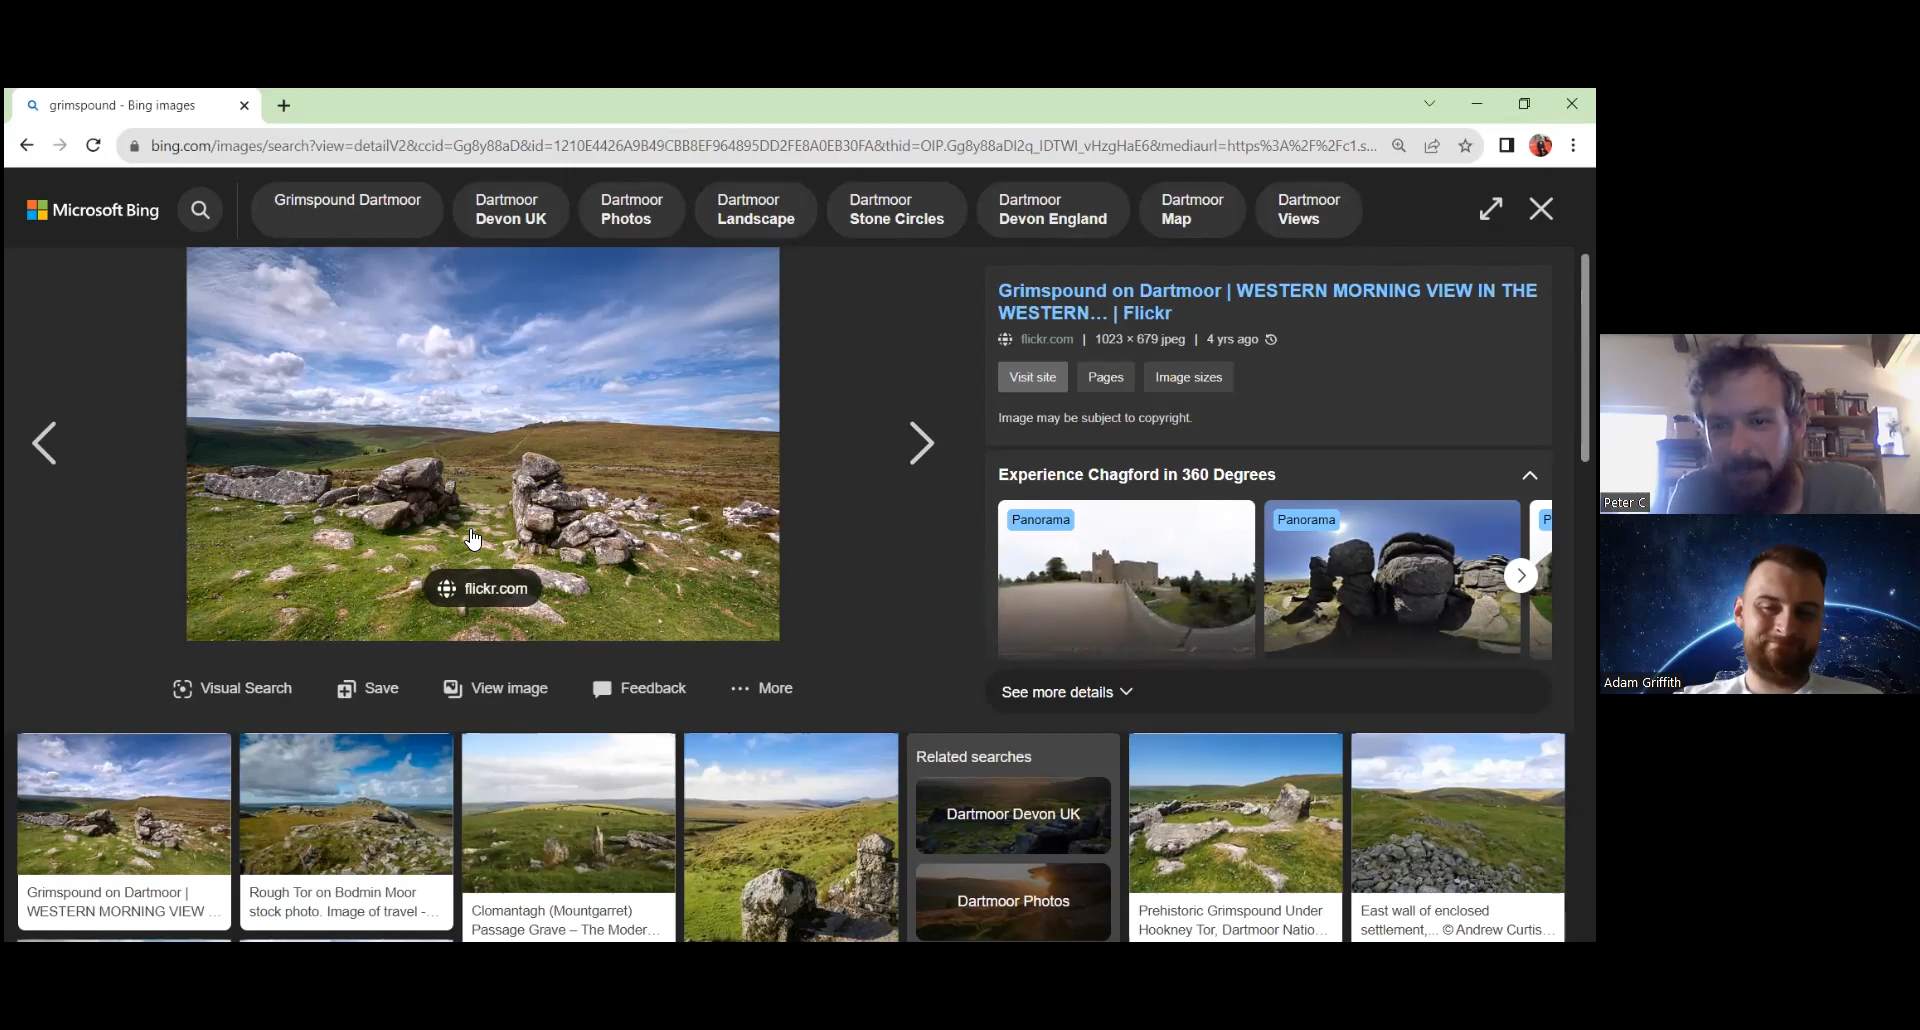 grimspound - Bing images
bing.com/images/search?view=detailV2&ccid=Gg8y88aD&id=1210E4426A9B49CBB8EF964895DD2FE8A0EB30FA&thid=OIP.Gg8y88aDI2q_IDTWI_vHzgHaE6&mediaurl=https%3A%2F%2Fc1.s...
Microsoft Bing
Grimspound Dartmoor
Dartmoor
Devon UK
Dartmoor
Photos
Dartmoor
Landscape
Dartmoor
Stone Circles
Dartmoor
Devon England
Dartmoor
Map
Dartmoor
Views
flickr.com
Visual Search
Save
View image
Feedback
More
Grimspound on Dartmoor | WESTERN MORNING VIEW IN THE
WESTERN... | Flickr
flickr.com | 1023 × 679 jpeg | 4 yrs ago
Visit site
Pages
Image sizes
Image may be subject to copyright.
Experience Chagford in 360 Degrees
Panorama
Panorama
P
See more details
Grimspound on Dartmoor |
WESTERN MORNING VIEW ...
Rough Tor on Bodmin Moor
stock photo. Image of travel -...
Clomantagh (Mountgarret)
Passage Grave – The Moder...
Related searches
Dartmoor Devon UK
Dartmoor Photos
Prehistoric Grimspound Under
Hookney Tor, Dartmoor Natio...
East wall of enclosed
settlement,... © Andrew Curtis...
Peter C
Adam Griffith